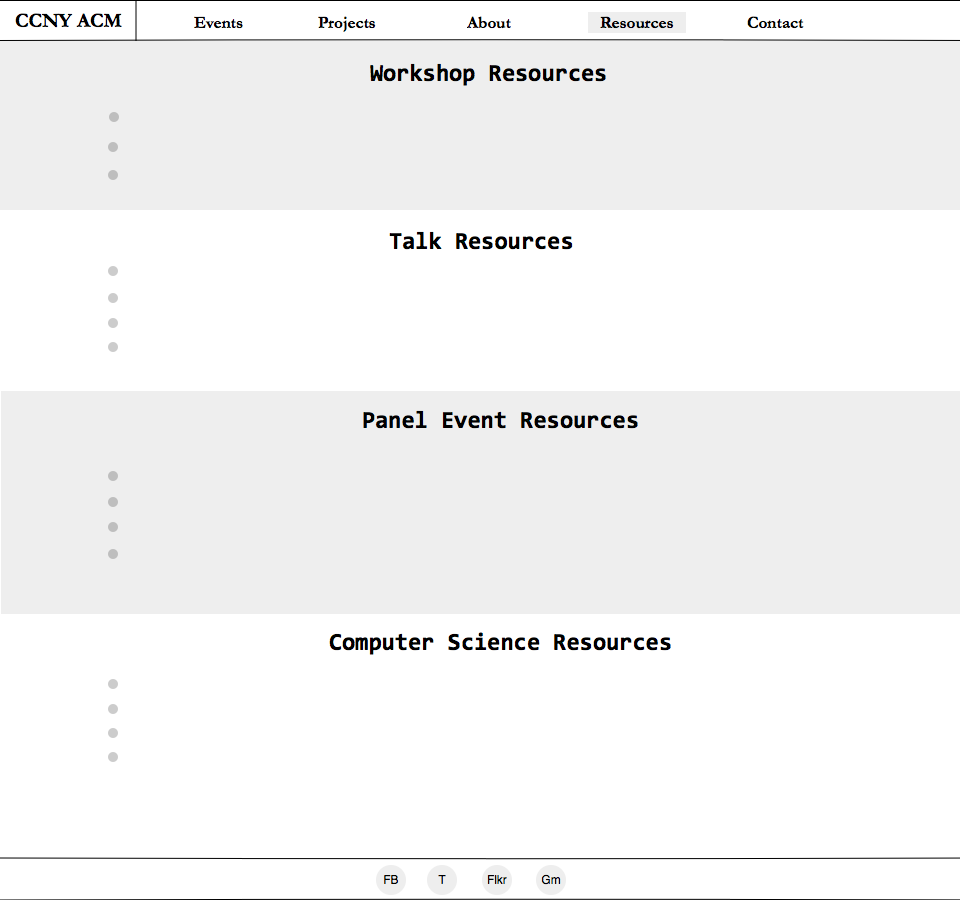 CCNY ACM Events Projects About Resources Contact
Workshop Resources
Talk Resources
Panel Event Resources
Computer Science Resources
FB T Flkr Gm